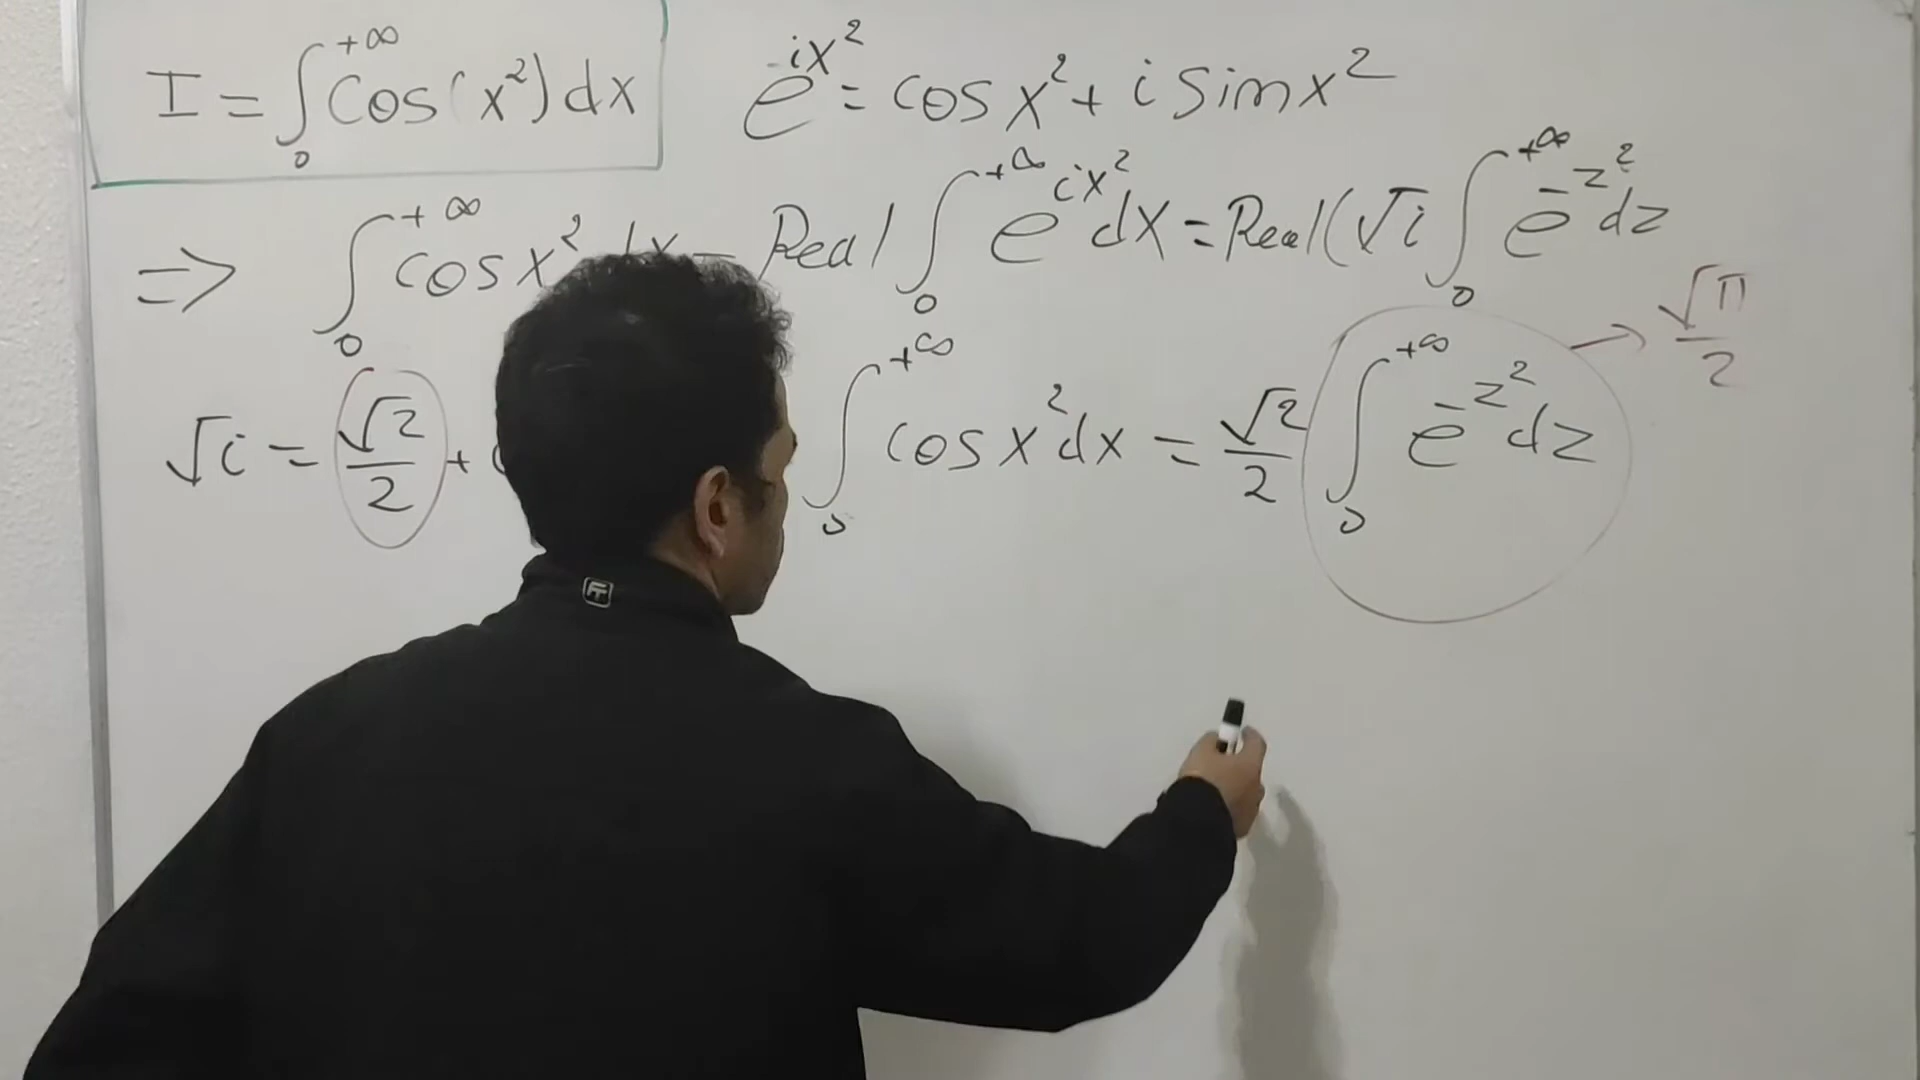 I = ∫₀^{+∞} Cos(x²) dx
e^{ix²} = cos x² + i Sin x²
⇒ ∫₀^{+∞} cos x² dx = Real ∫₀^{+∞} e^{ix²} dx = Real(√i ∫₀^{+∞} e^{-z²} dz
√i = √2/2 +
∫₀^{+∞} cos x² dx = √2/2 ∫₀^{+∞} e^{-z²} dz → √π/2